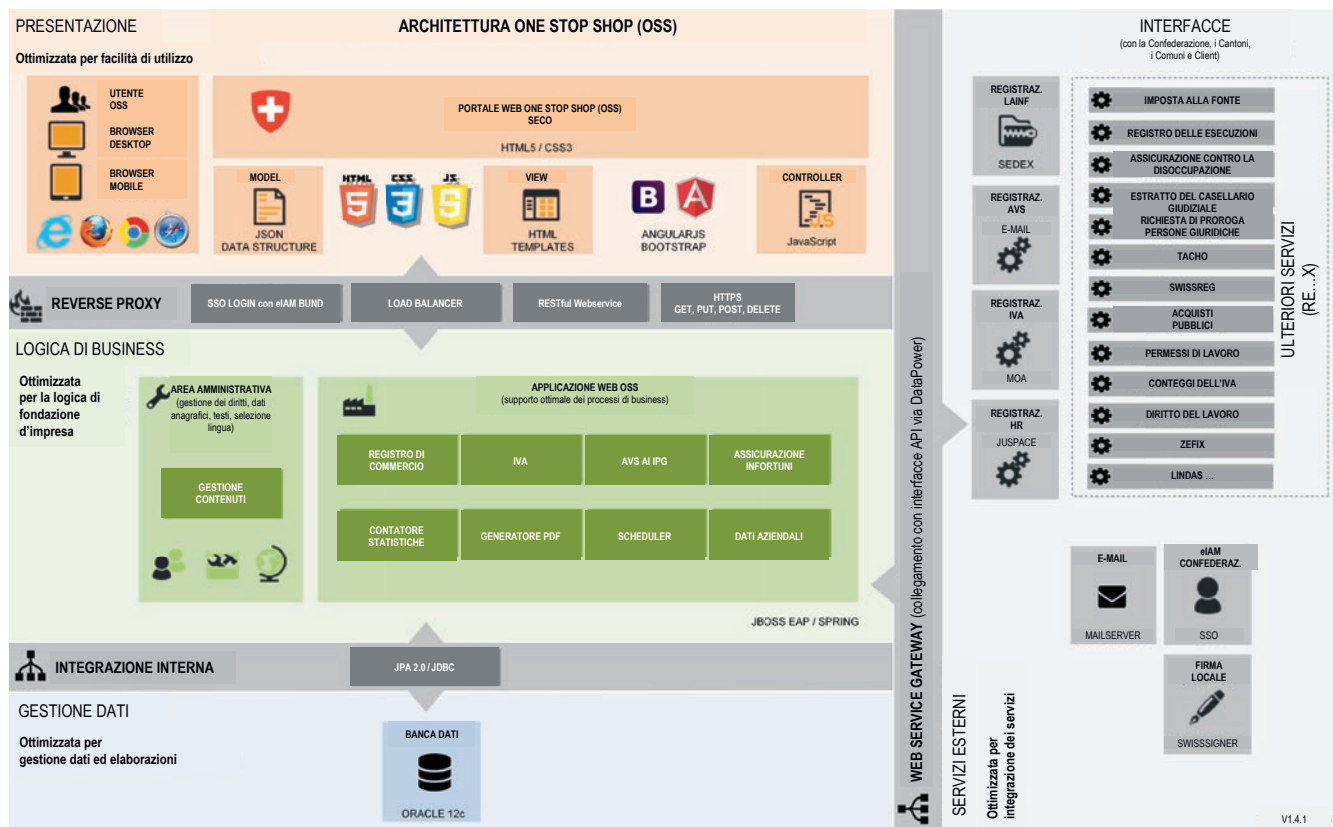 PRESENTAZIONE
ARCHITETTURA ONE STOP SHOP (OSS)
Ottimizzata per facilità di utilizzo
UTENTE
OSS
BROWSER
DESKTOP
BROWSER
MOBILE
PORTALE WEB ONE STOP SHOP (OSS)
SECO
HTML5 / CSS3
MODEL
JSON
DATA STRUCTURE
HTML
5
CSS
3
JS
5
VIEW
HTML
TEMPLATES
B
A
ANGULARJS
BOOTSTRAP
CONTROLLER
JS
JavaScript
REVERSE PROXY
SSO LOGIN con eIAM BUND
LOAD BALANCER
RESTful Webservice
HTTPS
GET, PUT, POST, DELETE
LOGICA DI BUSINESS
Ottimizzata
per la logica di
fondazione
d'impresa
AREA AMMINISTRATIVA
(gestione dei diritti, dati
anagrafici, testi, selezione
lingua)
GESTIONE
CONTENUTI
APPLICAZIONE WEB OSS
(supporto ottimale dei processi di business)
REGISTRO DI
COMMERCIO
IVA
AVS AI IPG
ASSICURAZIONE
INFORTUNI
CONTATORE
STATISTICHE
GENERATORE PDF
SCHEDULER
DATI AZIENDALI
JBOSS EAP / SPRING
INTEGRAZIONE INTERNA
JPA 2.0 / JDBC
GESTIONE DATI
Ottimizzata per
gestione dati ed elaborazioni
BANCA DATI
ORACLE 12c
WEB SERVICE GATEWAY (collegamento con interfacce API via DataPower)
SERVIZI ESTERNI
Ottimizzata per
integrazione dei servizi
INTERFACCE
(con la Confederazione, i Cantoni,
i Comuni e Client)
REGISTRAZ.
LAINF
SEDEX
REGISTRAZ.
AVS
E-MAIL
REGISTRAZ.
IVA
MOA
REGISTRAZ.
HR
JUSPACE
IMPOSTA ALLA FONTE
REGISTRO DELLE ESECUZIONI
ASSICURAZIONE CONTRO LA
DISOCCUPAZIONE
ESTRATTO DEL CASELLARIO
GIUDIZIALE
RICHIESTA DI PROROGA
PERSONE GIURIDICHE
TACHO
SWISSREG
ACQUISTI
PUBBLICI
PERMESSI DI LAVORO
CONTEGGI DELL'IVA
DIRITTO DEL LAVORO
ZEFIX
LINDAS ...
ULTERIORI SERVIZI
(RE...X)
E-MAIL
MAILSERVER
eIAM
CONFEDERAZ.
SSO
FIRMA
LOCALE
SWISSSIGNER
V1.4.1